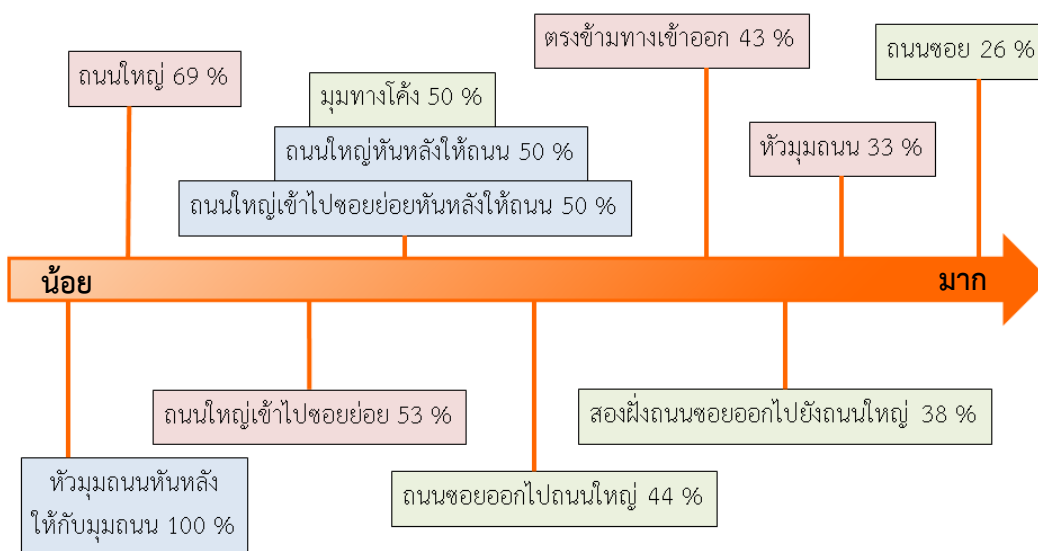 ตรงข้ามทางเข้าออก 43 %
ถนนซอย 26 %
ถนนใหญ่ 69 %
มุมทางโค้ง 50 %
ถนนใหญ่หันหลังให้ถนน 50 %
หัวมุมถนน 33 %
ถนนใหญ่เข้าไปซอยย่อยหันหลังให้ถนน 50 %
น้อย
มาก
ถนนใหญ่เข้าไปซอยย่อย 53 %
สองฝั่งถนนซอยออกไปยังถนนใหญ่ 38 %
หัวมุมถนนหันหลัง
ให้กับมุมถนน 100 %
ถนนซอยออกไปถนนใหญ่ 44 %